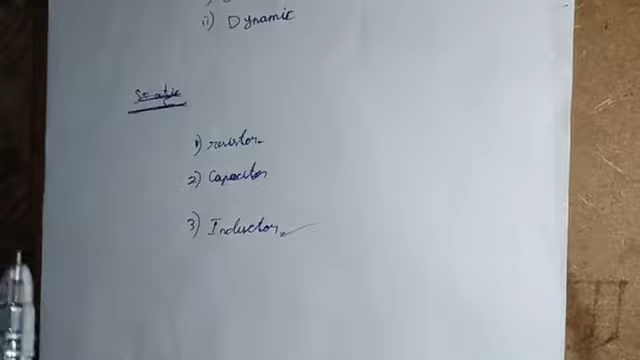 ii) Dynamic
Static
1) resistor
2) Capacitor
3) Inductor